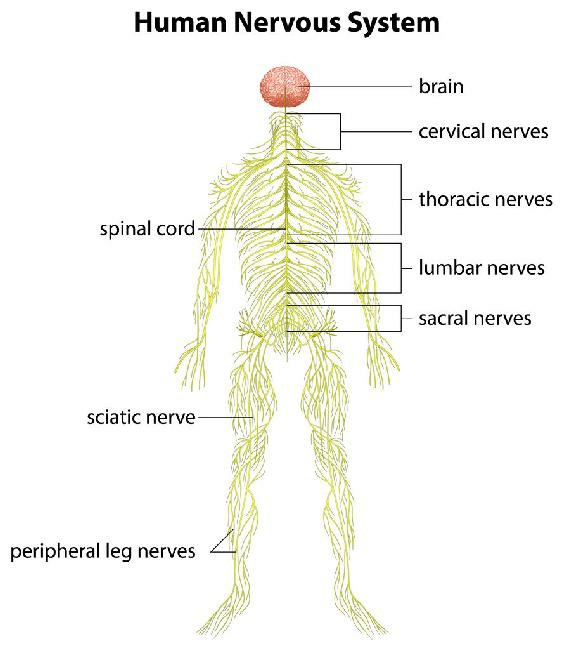 Human Nervous System
brain
cervical nerves
thoracic nerves
spinal cord
lumbar nerves
sacral nerves
sciatic nerve
peripheral leg nerves